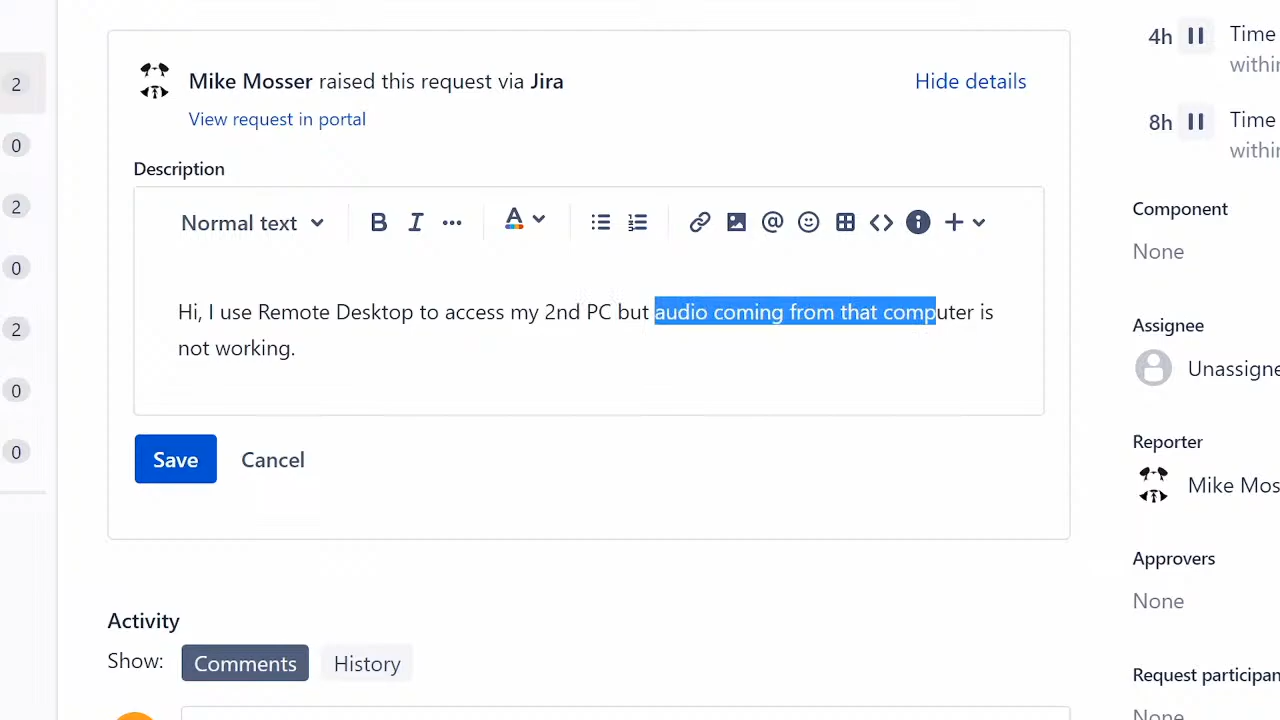 2
0
2
0
2
0
0
Mike Mosser raised this request via Jira
Hide details
View request in portal
Description
Normal text
B I ... A @ <> i +
Hi, I use Remote Desktop to access my 2nd PC but audio coming from that computer is
not working.
Save Cancel
Activity
Show: Comments History
4h Time
within
8h Time
within
Component
None
Assignee
Unassigne
Reporter
Mike Mos
Approvers
None
Request participan
None